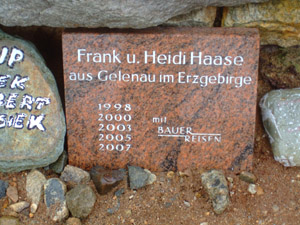 Frank u. Heidi Haase
aus Gelenau im Erzgebirge
1998
2000 mit
2003 BAUER
2005 REISEN
2007